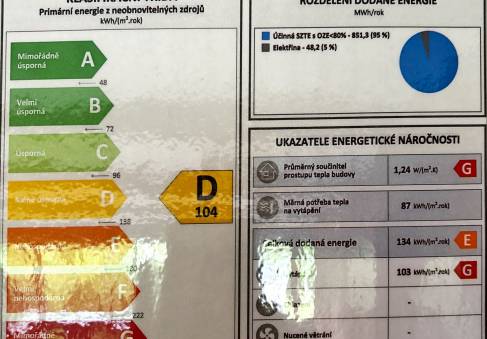 Primární energie z neobnovitelných zdrojů
kWh/(m².rok)
Mimořádně
úsporná
A
48
Velmi
úsporná
B
72
Úsporná
C
96
D
138
D
104
E
Velmi
nehospodárná
F
222
Mimořádně
G
ROZDĚLENÍ DODANÉ ENERGIE
MWh/rok
Účinná SZTE s OZE<80% - 851,3 (95 %)
Elektřina - 48,2 (5 %)
UKAZATELE ENERGETICKÉ NÁROČNOSTI
Průměrný součinitel
prostupu tepla budovy
1,24 W/(m².K)
G
Měrná potřeba tepla
na vytápění
87 kWh/(m².rok)
Celková dodaná energie
134 kWh/(m².rok)
E
103 kWh/(m².rok)
G
-
Nucené větrání
-